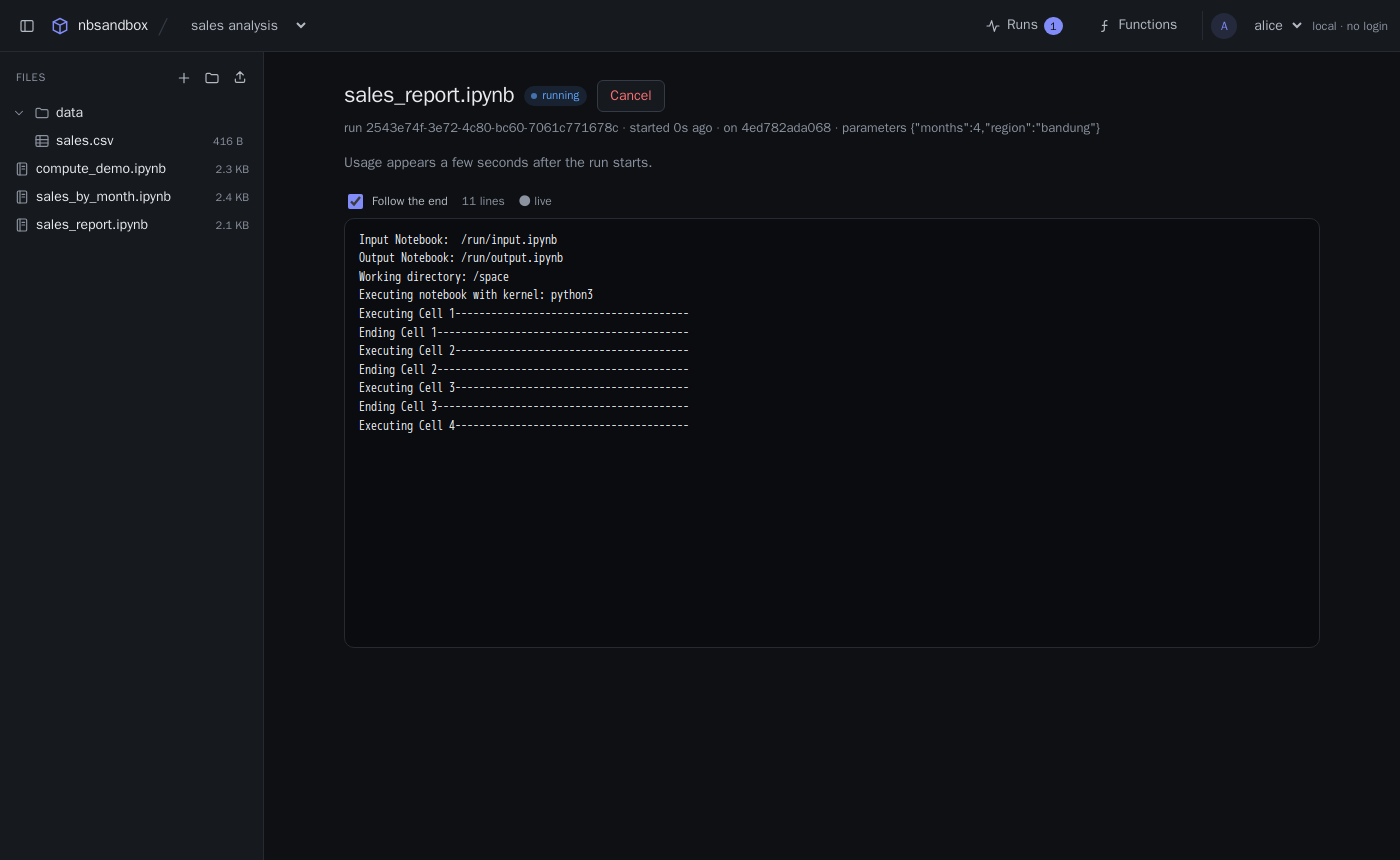 nbsandbox / sales analysis
Runs 1
Functions
A alice local · no login
FILES
data
sales.csv 416 B
compute_demo.ipynb 2.3 KB
sales_by_month.ipynb 2.4 KB
sales_report.ipynb 2.1 KB
sales_report.ipynb running Cancel
run 2543e74f-3e72-4c80-bc60-7061c771678c · started 0s ago · on 4ed782ada068 · parameters {"months":4,"region":"bandung"}
Usage appears a few seconds after the run starts.
Follow the end 11 lines live
Input Notebook:  /run/input.ipynb
Output Notebook: /run/output.ipynb
Working directory: /space
Executing notebook with kernel: python3
Executing Cell 1---------------------------------------
Ending Cell 1------------------------------------------
Executing Cell 2---------------------------------------
Ending Cell 2------------------------------------------
Executing Cell 3---------------------------------------
Ending Cell 3------------------------------------------
Executing Cell 4---------------------------------------